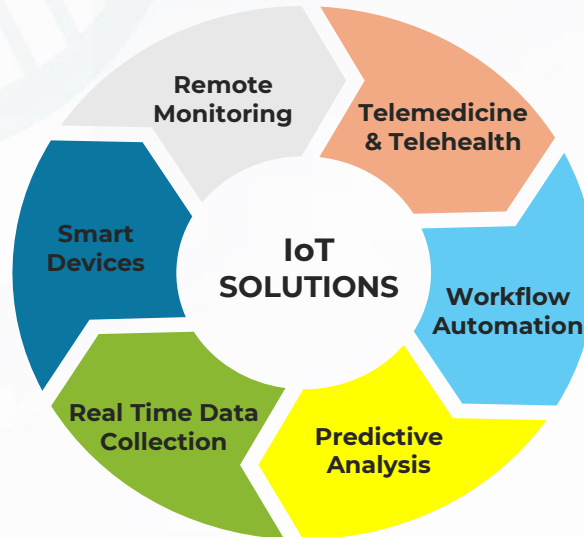 Remote
Monitoring
Telemedicine
& Telehealth
Workflow
Automation
Predictive
Analysis
Real Time Data
Collection
Smart
Devices
IoT
SOLUTIONS